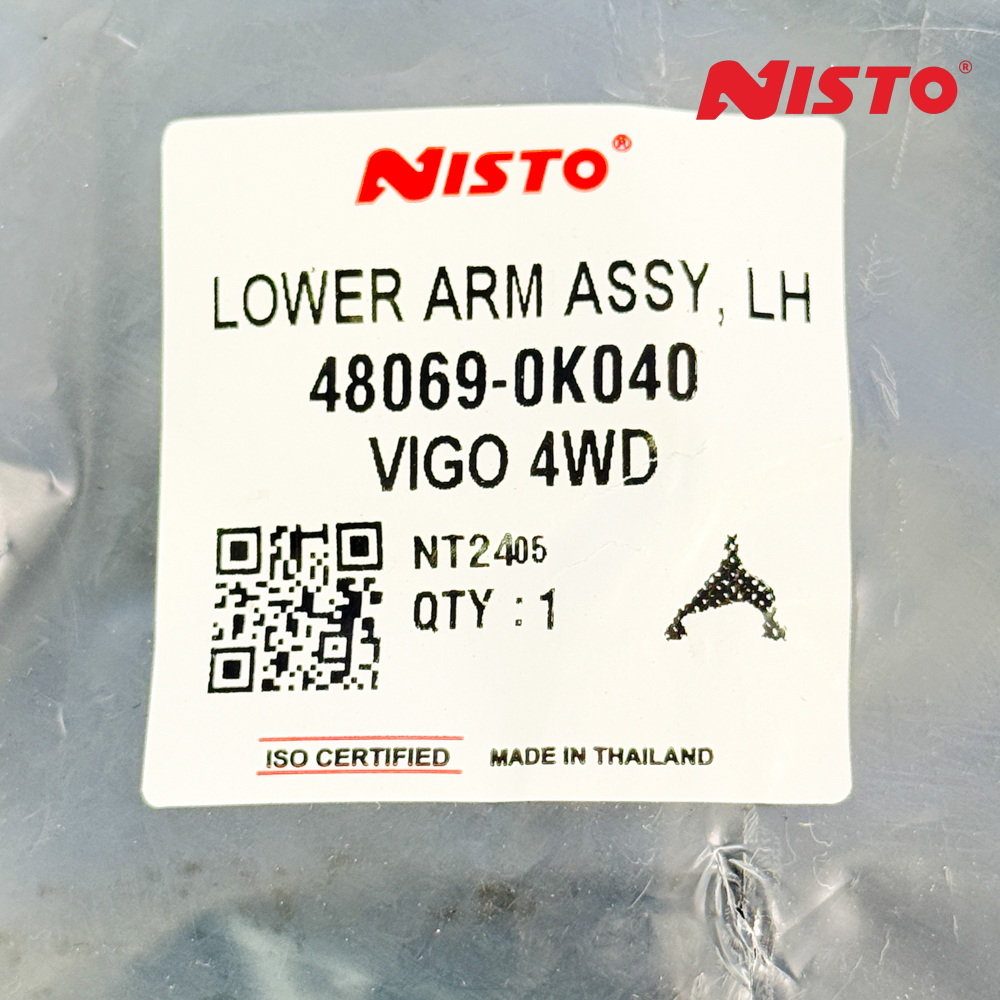 NISTO®
NISTO®
LOWER ARM ASSY, LH
48069-0K040
VIGO 4WD
NT2405
QTY : 1
ISO CERTIFIED
MADE IN THAILAND